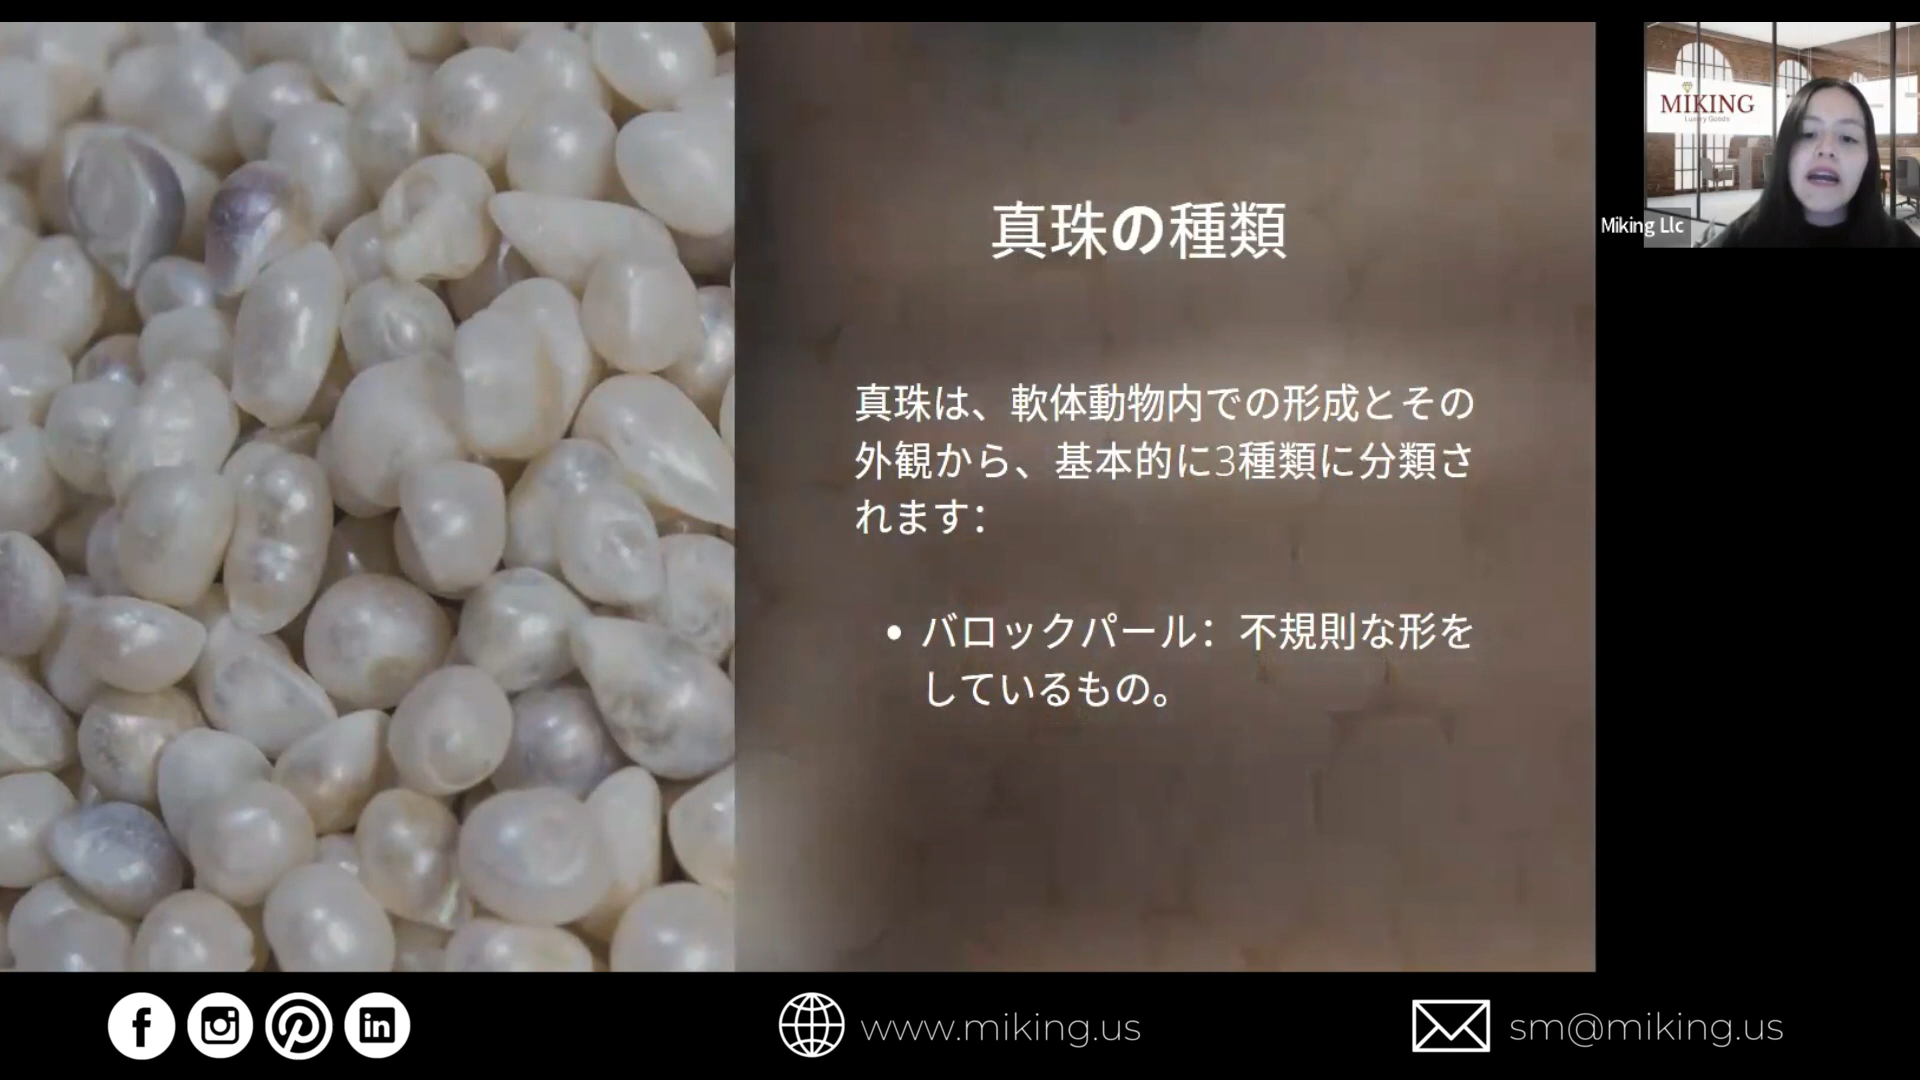 真珠の種類
真珠は、軟体動物内での形成とその
外観から、基本的に3種類に分類さ
れます：
• バロックパール：不規則な形を
しているもの。
MIKING
Luxury Goods
Miking Llc
www.miking.us
sm@miking.us